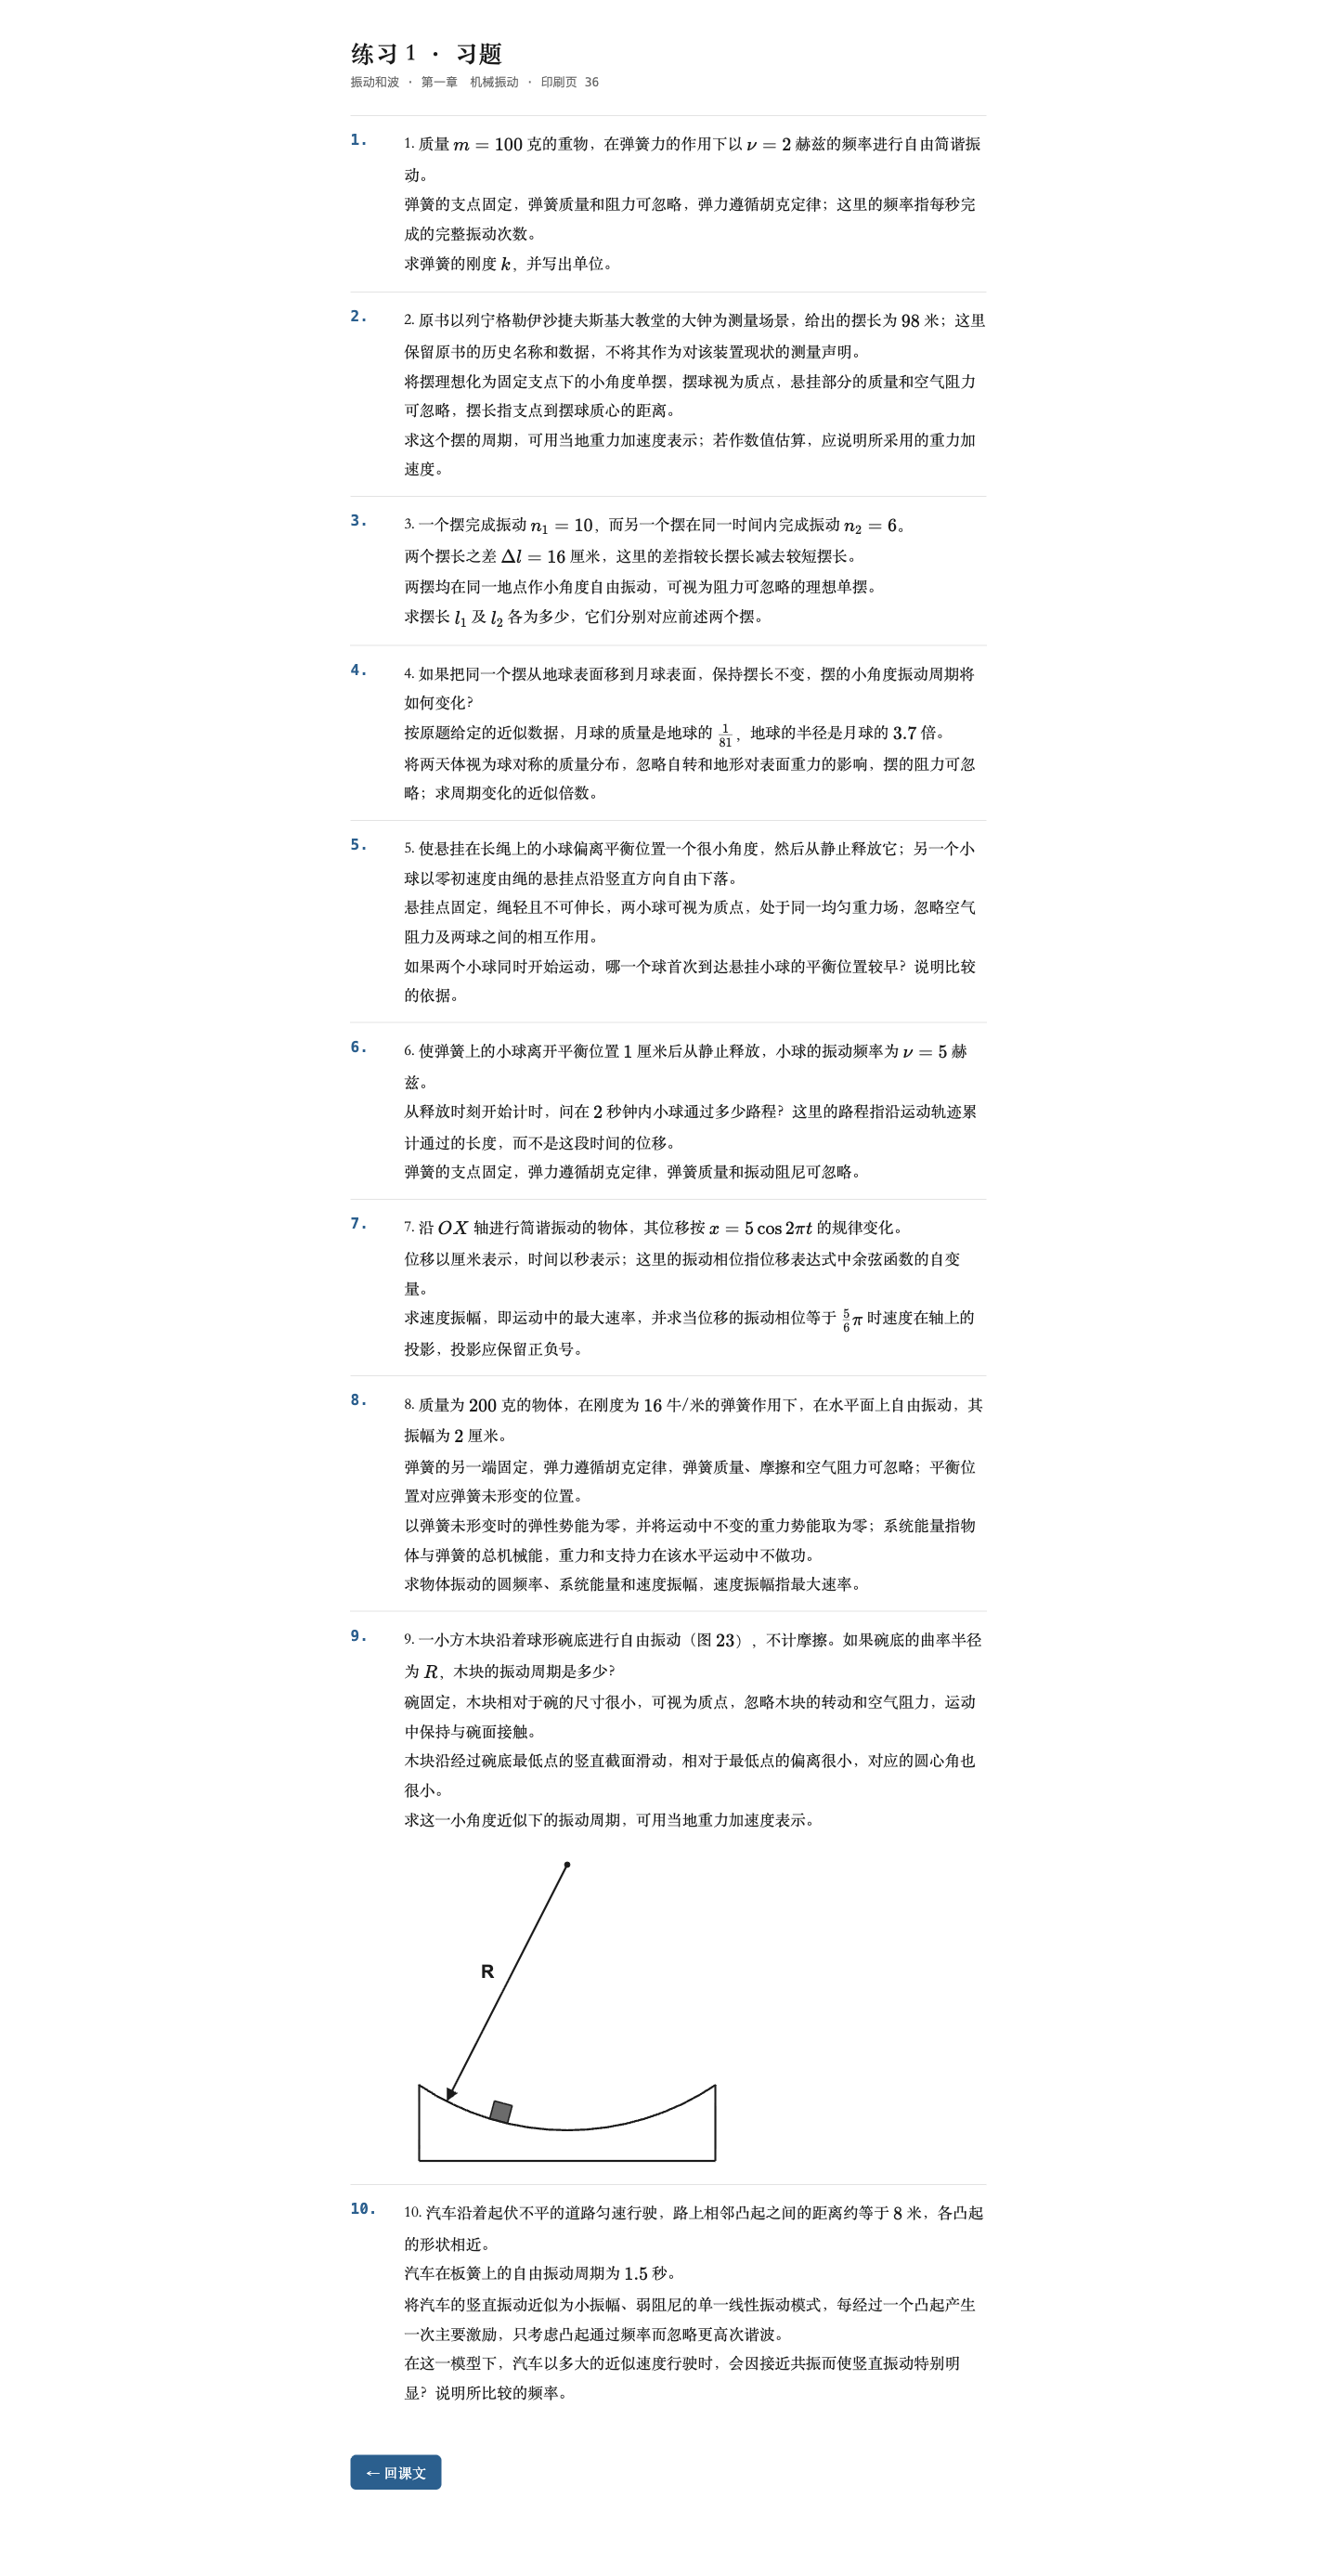 练习 1 · 习题
振动和波 · 第一章 机械振动 · 印刷页 36
1.
1. 质量 m = 100 克的重物，在弹簧力的作用下以 ν = 2 赫兹的频率进行自由简谐振
动。
弹簧的支点固定，弹簧质量和阻力可忽略，弹力遵循胡克定律；这里的频率指每秒完
成的完整振动次数。
求弹簧的刚度 k，并写出单位。
2.
2. 原书以列宁格勒伊沙捷夫斯基大教堂的大钟为测量场景，给出的摆长为 98 米；这里
保留原书的历史名称和数据，不将其作为对该装置现状的测量声明。
将摆理想化为固定支点下的小角度单摆，摆球视为质点，悬挂部分的质量和空气阻力
可忽略，摆长指支点到摆球质心的距离。
求这个摆的周期，可用当地重力加速度表示；若作数值估算，应说明所采用的重力加
速度。
3.
3. 一个摆完成振动 n₁ = 10，而另一个摆在同一时间内完成振动 n₂ = 6。
两个摆长之差 Δl = 16 厘米，这里的差指较长摆长减去较短摆长。
两摆均在同一地点作小角度自由振动，可视为阻力可忽略的理想单摆。
求摆长 l₁ 及 l₂ 各为多少，它们分别对应前述两个摆。
4.
4. 如果把同一个摆从地球表面移到月球表面，保持摆长不变，摆的小角度振动周期将
如何变化？
按原题给定的近似数据，月球的质量是地球的 1/81，地球的半径是月球的 3.7 倍。
将两天体视为球对称的质量分布，忽略自转和地形对表面重力的影响，摆的阻力可忽
略；求周期变化的近似倍数。
5.
5. 使悬挂在长绳上的小球偏离平衡位置一个很小角度，然后从静止释放它；另一个小
球以零初速度由绳的悬挂点沿竖直方向自由下落。
悬挂点固定，绳轻且不可伸长，两小球可视为质点，处于同一均匀重力场，忽略空气
阻力及两球之间的相互作用。
如果两个小球同时开始运动，哪一个球首次到达悬挂小球的平衡位置较早？说明比较
的依据。
6.
6. 使弹簧上的小球离开平衡位置 1 厘米后从静止释放，小球的振动频率为 ν = 5 赫
兹。
从释放时刻开始计时，问在 2 秒钟内小球通过多少路程？这里的路程指沿运动轨迹累
计通过的长度，而不是这段时间的位移。
弹簧的支点固定，弹力遵循胡克定律，弹簧质量和振动阻尼可忽略。
7.
7. 沿 OX 轴进行简谐振动的物体，其位移按 x = 5 cos 2πt 的规律变化。
位移以厘米表示，时间以秒表示；这里的振动相位指位移表达式中余弦函数的自变
量。
求速度振幅，即运动中的最大速率，并求当位移的振动相位等于 5/6 π 时速度在轴上的
投影，投影应保留正负号。
8.
8. 质量为 200 克的物体，在刚度为 16 牛/米的弹簧作用下，在水平面上自由振动，其
振幅为 2 厘米。
弹簧的另一端固定，弹力遵循胡克定律，弹簧质量、摩擦和空气阻力可忽略；平衡位
置对应弹簧未形变的位置。
以弹簧未形变时的弹性势能为零，并将运动中不变的重力势能取为零；系统能量指物
体与弹簧的总机械能，重力和支持力在该水平运动中不做功。
求物体振动的圆频率、系统能量和速度振幅，速度振幅指最大速率。
9.
9. 一小方木块沿着球形碗底进行自由振动（图 23），不计摩擦。如果碗底的曲率半径
为 R，木块的振动周期是多少？
碗固定，木块相对于碗的尺寸很小，可视为质点，忽略木块的转动和空气阻力，运动
中保持与碗面接触。
木块沿经过碗底最低点的竖直截面滑动，相对于最低点的偏离很小，对应的圆心角也
很小。
求这一小角度近似下的振动周期，可用当地重力加速度表示。
R
10.
10. 汽车沿着起伏不平的道路匀速行驶，路上相邻凸起之间的距离约等于 8 米，各凸起
的形状相近。
汽车在板簧上的自由振动周期为 1.5 秒。
将汽车的竖直振动近似为小振幅、弱阻尼的单一线性振动模式，每经过一个凸起产生
一次主要激励，只考虑凸起通过频率而忽略更高次谐波。
在这一模型下，汽车以多大的近似速度行驶时，会因接近共振而使竖直振动特别明
显？说明所比较的频率。
← 回课文